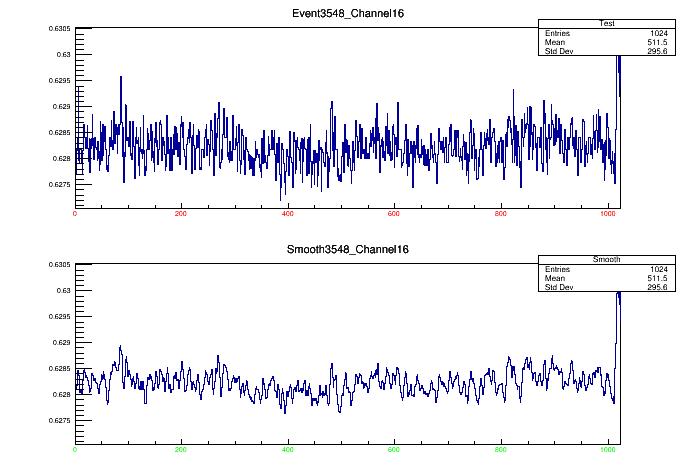 Event3548_Channel16
Test
Entries 1024
Mean 511.5
Std Dev 295.6
0.6305
0.63
0.6295
0.629
0.6285
0.628
0.6275
0 200 400 600 800 1000
Smooth3548_Channel16
Smooth
Entries 1024
Mean 511.5
Std Dev 295.6
0.6305
0.63
0.6295
0.629
0.6285
0.628
0.6275
0 200 400 600 800 1000